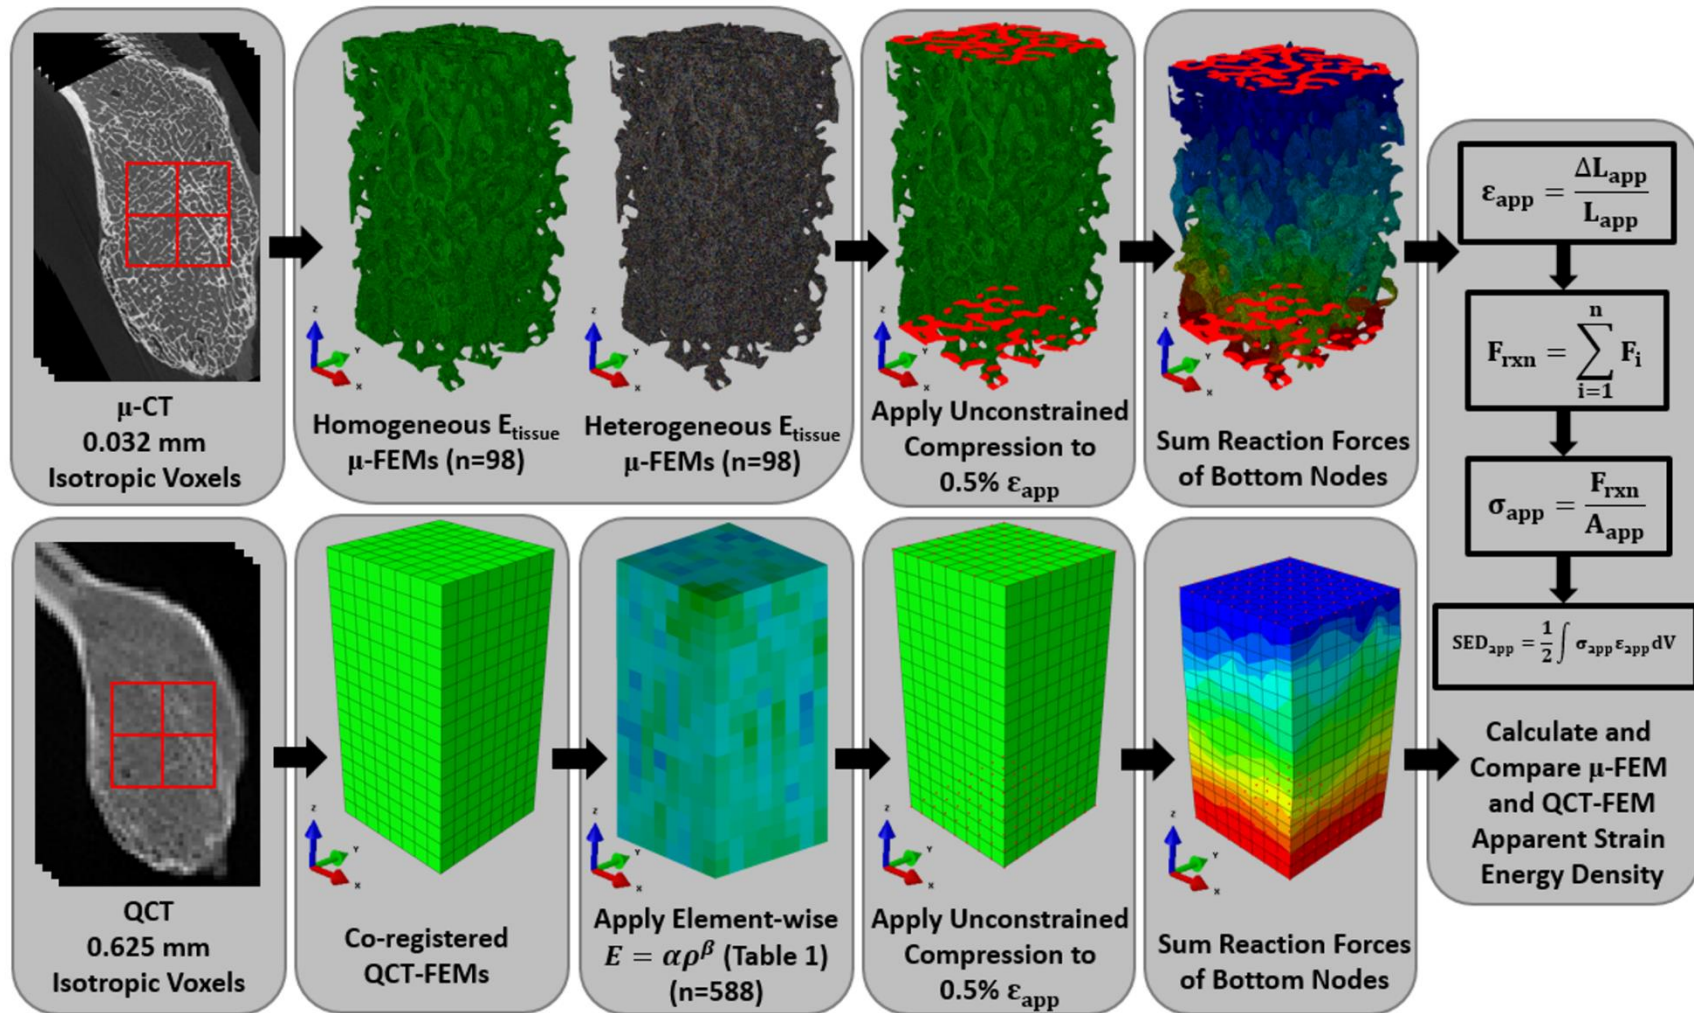 μ-CT
0.032 mm
Isotropic Voxels
Z
Y
X
Homogeneous E_tissue
μ-FEMs (n=98)
Z
Y
X
Heterogeneous E_tissue
μ-FEMs (n=98)
Z
Y
X
Apply Unconstrained
Compression to
0.5% ε_app
Z
Y
X
Sum Reaction Forces
of Bottom Nodes
ε_app = ΔL_app / L_app
F_rxn = ∑_{i=1}^{n} F_i
σ_app = F_rxn / A_app
SED_app = 1/2 ∫ σ_app ε_app dV
Calculate and
Compare μ-FEM
and QCT-FEM
Apparent Strain
Energy Density
QCT
0.625 mm
Isotropic Voxels
Z
Y
X
Co-registered
QCT-FEMs
Z
Y
X
Apply Element-wise
E = αρ^β (Table 1)
(n=588)
Z
Y
X
Apply Unconstrained
Compression to
0.5% ε_app
Z
Y
X
Sum Reaction Forces
of Bottom Nodes